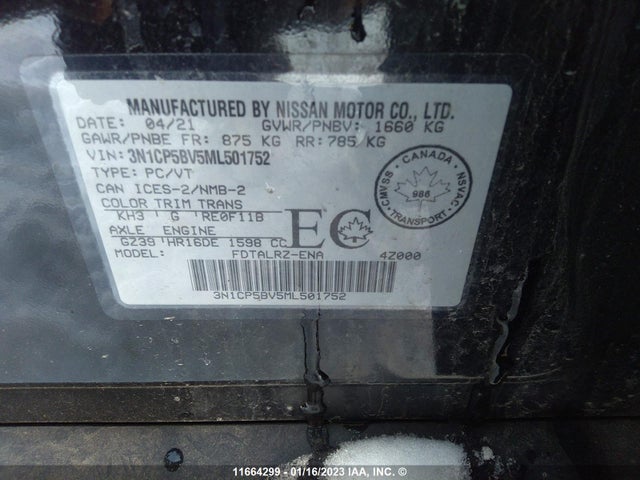 MANUFACTURED BY NISSAN MOTOR CO., LTD.
DATE: 04/21 GVWR/PNBV: 1660 KG
GAWR/PNBE FR: 875 KG RR: 785 KG
VIN: 3N1CP5BV5ML501752
TYPE: PC/VT
CAN ICES-2/NMB-2
COLOR TRIM TRANS
KH3 G RE0F11B
AXLE ENGINE
GZ39 HR16DE 1598 CC
EC
MODEL: FDTALRZ-ENA 4Z000
3N1CP5BV5ML501752
CANADA
CMVSS 986 NSVAC
TRANSPORT
11664299 - 01/16/2023 IAA, INC. ©